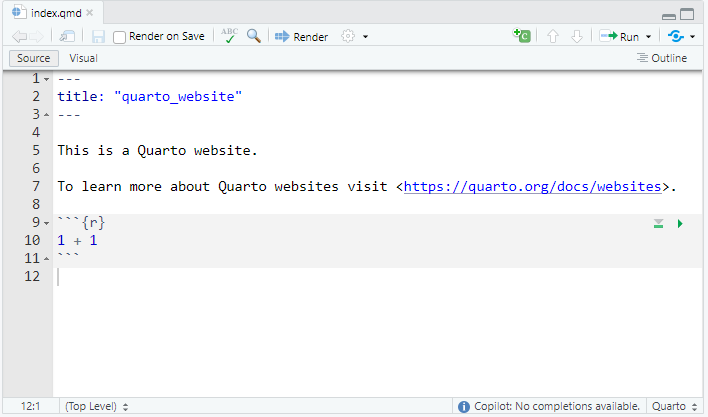 index.qmd
Render on Save
ABC
Render
C
Run
Source
Visual
Outline
1 ---
2 title: "quarto_website"
3 ---
4
5 This is a Quarto website.
6
7 To learn more about Quarto websites visit <https://quarto.org/docs/websites>.
8
9 ```{r}
10 1 + 1
11 ```
12
12:1
(Top Level)
Copilot: No completions available.
Quarto